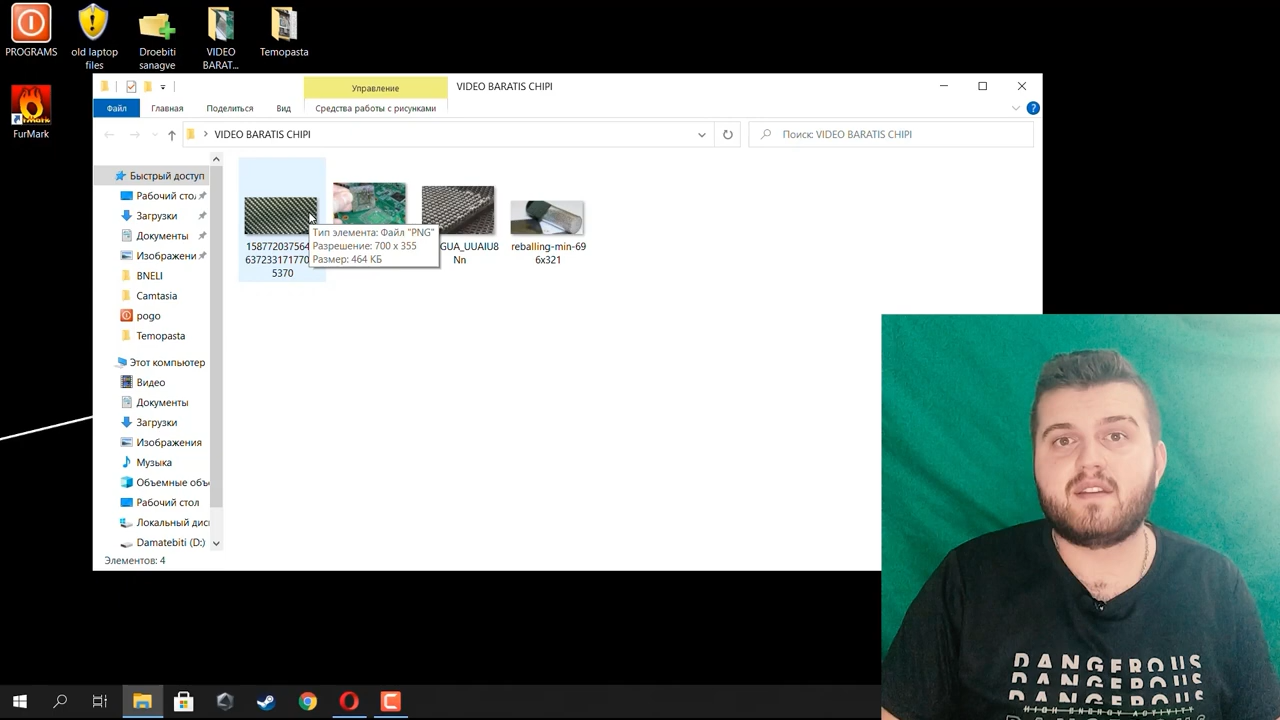 PROGRAMS
old laptop
files
Droebiti
sanagve
VIDEO
BARAT...
Temopasta
FurMark
Управление
VIDEO BARATIS CHIPI
Файл
Главная
Поделиться
Вид
Средства работы с рисунками
VIDEO BARATIS CHIPI
Поиск: VIDEO BARATIS CHIPI
Быстрый доступ
Рабочий стол
Загрузки
Документы
Изображени
BNELI
Camtasia
pogo
Temopasta
Этот компьютер
Видео
Документы
Загрузки
Изображения
Музыка
Объемные объ
Рабочий стол
Локальный дис
Damatebiti (D:)
158772037564
637233171770
5370
Тип элемента: Файл "PNG"
Разрешение: 700 x 355
Размер: 464 КБ
GUA_UUAIU8
Nn
reballing-min-69
6x321
Элементов: 4
DANGEROUS
DANGEROUS
DANGEROUS
HIGH ENERGY ACTIVITY